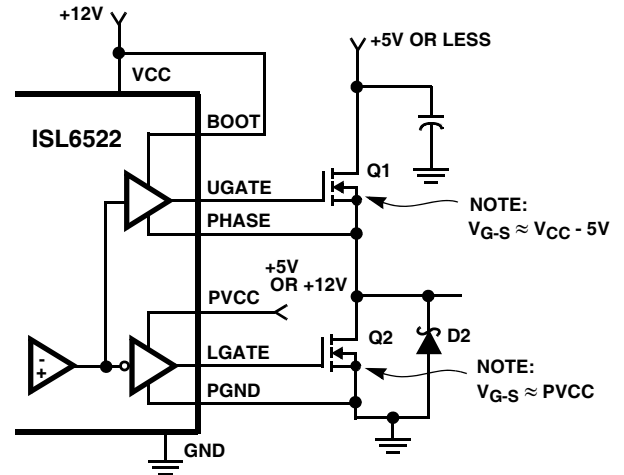 +12V
+5V OR LESS
VCC
BOOT
ISL6522
Q1
UGATE
NOTE:
VG-S ≈ VCC - 5V
PHASE
+5V
OR +12V
PVCC
Q2
D2
LGATE
NOTE:
VG-S ≈ PVCC
-
+
PGND
GND